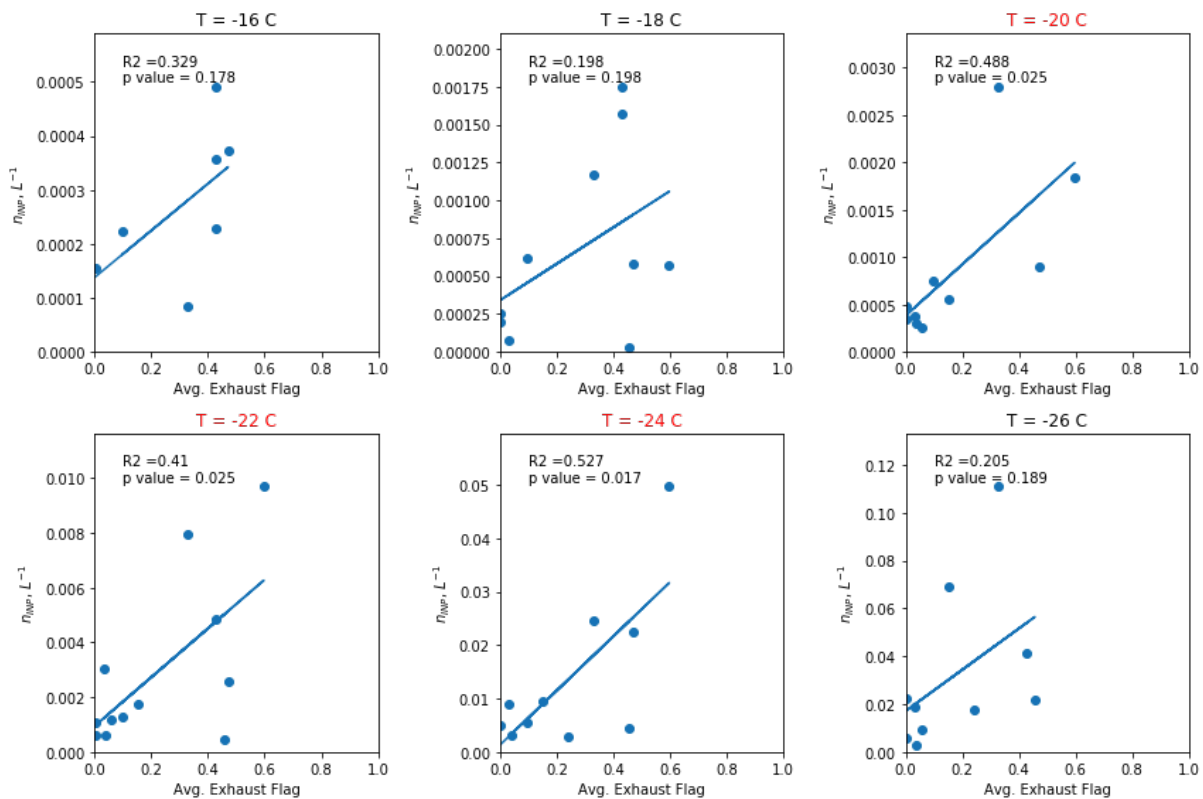 T = -16 C
R2 =0.329
p value = 0.178
0.0005
0.0004
0.0003
0.0002
0.0001
0.0000
n_INP, L^-1
0.0 0.2 0.4 0.6 0.8 1.0
Avg. Exhaust Flag
T = -18 C
R2 =0.198
p value = 0.198
0.00200
0.00175
0.00150
0.00125
0.00100
0.00075
0.00050
0.00025
0.00000
n_INP, L^-1
0.0 0.2 0.4 0.6 0.8 1.0
Avg. Exhaust Flag
T = -20 C
R2 =0.488
p value = 0.025
0.0030
0.0025
0.0020
0.0015
0.0010
0.0005
0.0000
n_INP, L^-1
0.0 0.2 0.4 0.6 0.8 1.0
Avg. Exhaust Flag
T = -22 C
R2 =0.41
p value = 0.025
0.010
0.008
0.006
0.004
0.002
0.000
n_INP, L^-1
0.0 0.2 0.4 0.6 0.8 1.0
Avg. Exhaust Flag
T = -24 C
R2 =0.527
p value = 0.017
0.05
0.04
0.03
0.02
0.01
0.00
n_INP, L^-1
0.0 0.2 0.4 0.6 0.8 1.0
Avg. Exhaust Flag
T = -26 C
R2 =0.205
p value = 0.189
0.12
0.10
0.08
0.06
0.04
0.02
0.00
n_INP, L^-1
0.0 0.2 0.4 0.6 0.8 1.0
Avg. Exhaust Flag